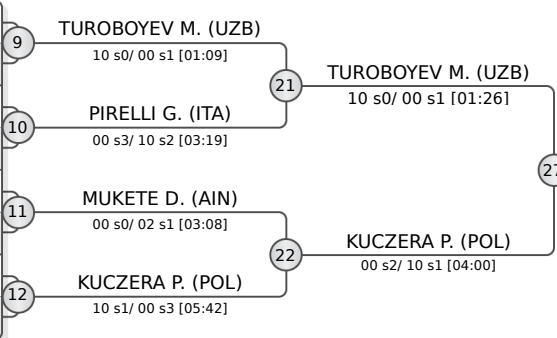 TUROBOYEV M. (UZB)
9
10 s0/ 00 s1 [01:09]
21
TUROBOYEV M. (UZB)
10 s0/ 00 s1 [01:26]
PIRELLI G. (ITA)
10
00 s3/ 10 s2 [03:19]
27
MUKETE D. (AIN)
11
00 s0/ 02 s1 [03:08]
22
KUCZERA P. (POL)
00 s2/ 10 s1 [04:00]
KUCZERA P. (POL)
12
10 s1/ 00 s3 [05:42]